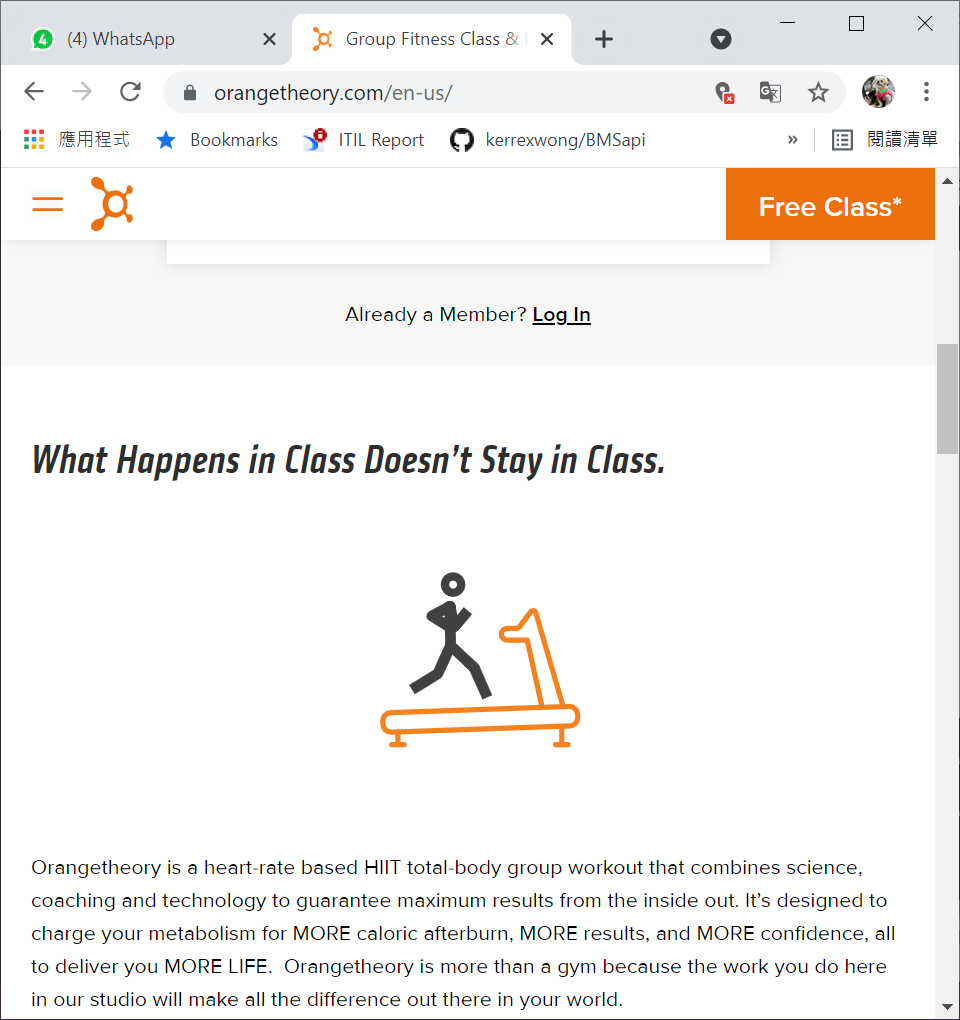 4 (4) WhatsApp
Group Fitness Class &
orangetheory.com/en-us/
應用程式 Bookmarks ITIL Report kerrexwong/BMSapi » 閱讀清單
Free Class*
Already a Member? Log In
What Happens in Class Doesn’t Stay in Class.
Orangetheory is a heart-rate based HIIT total-body group workout that combines science,
coaching and technology to guarantee maximum results from the inside out. It’s designed to
charge your metabolism for MORE caloric afterburn, MORE results, and MORE confidence, all
to deliver you MORE LIFE.  Orangetheory is more than a gym because the work you do here
in our studio will make all the difference out there in your world.